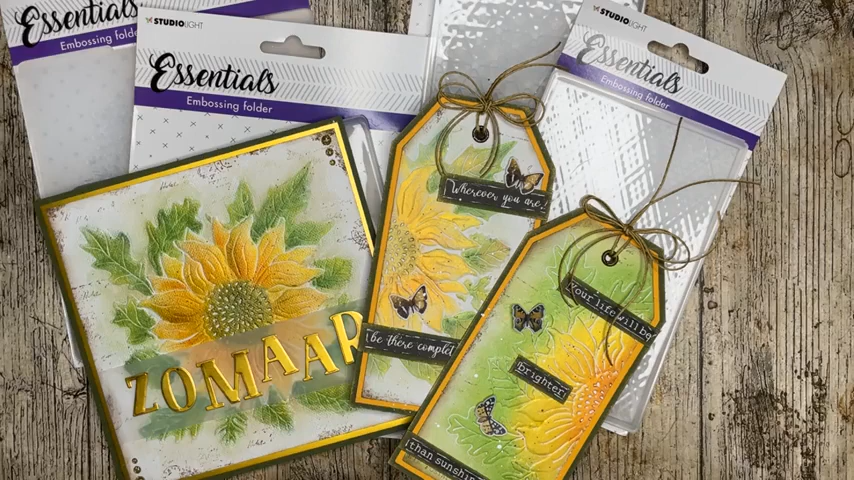 Essentials
Embossing folder
STUDIOLIGHT
Essentials
Embossing folder
STUDIOLIGHT
Essentials
Embossing folder
ZOMAAR
Wherever you are!
be there complet
Your life will be
brighter
than sunshin